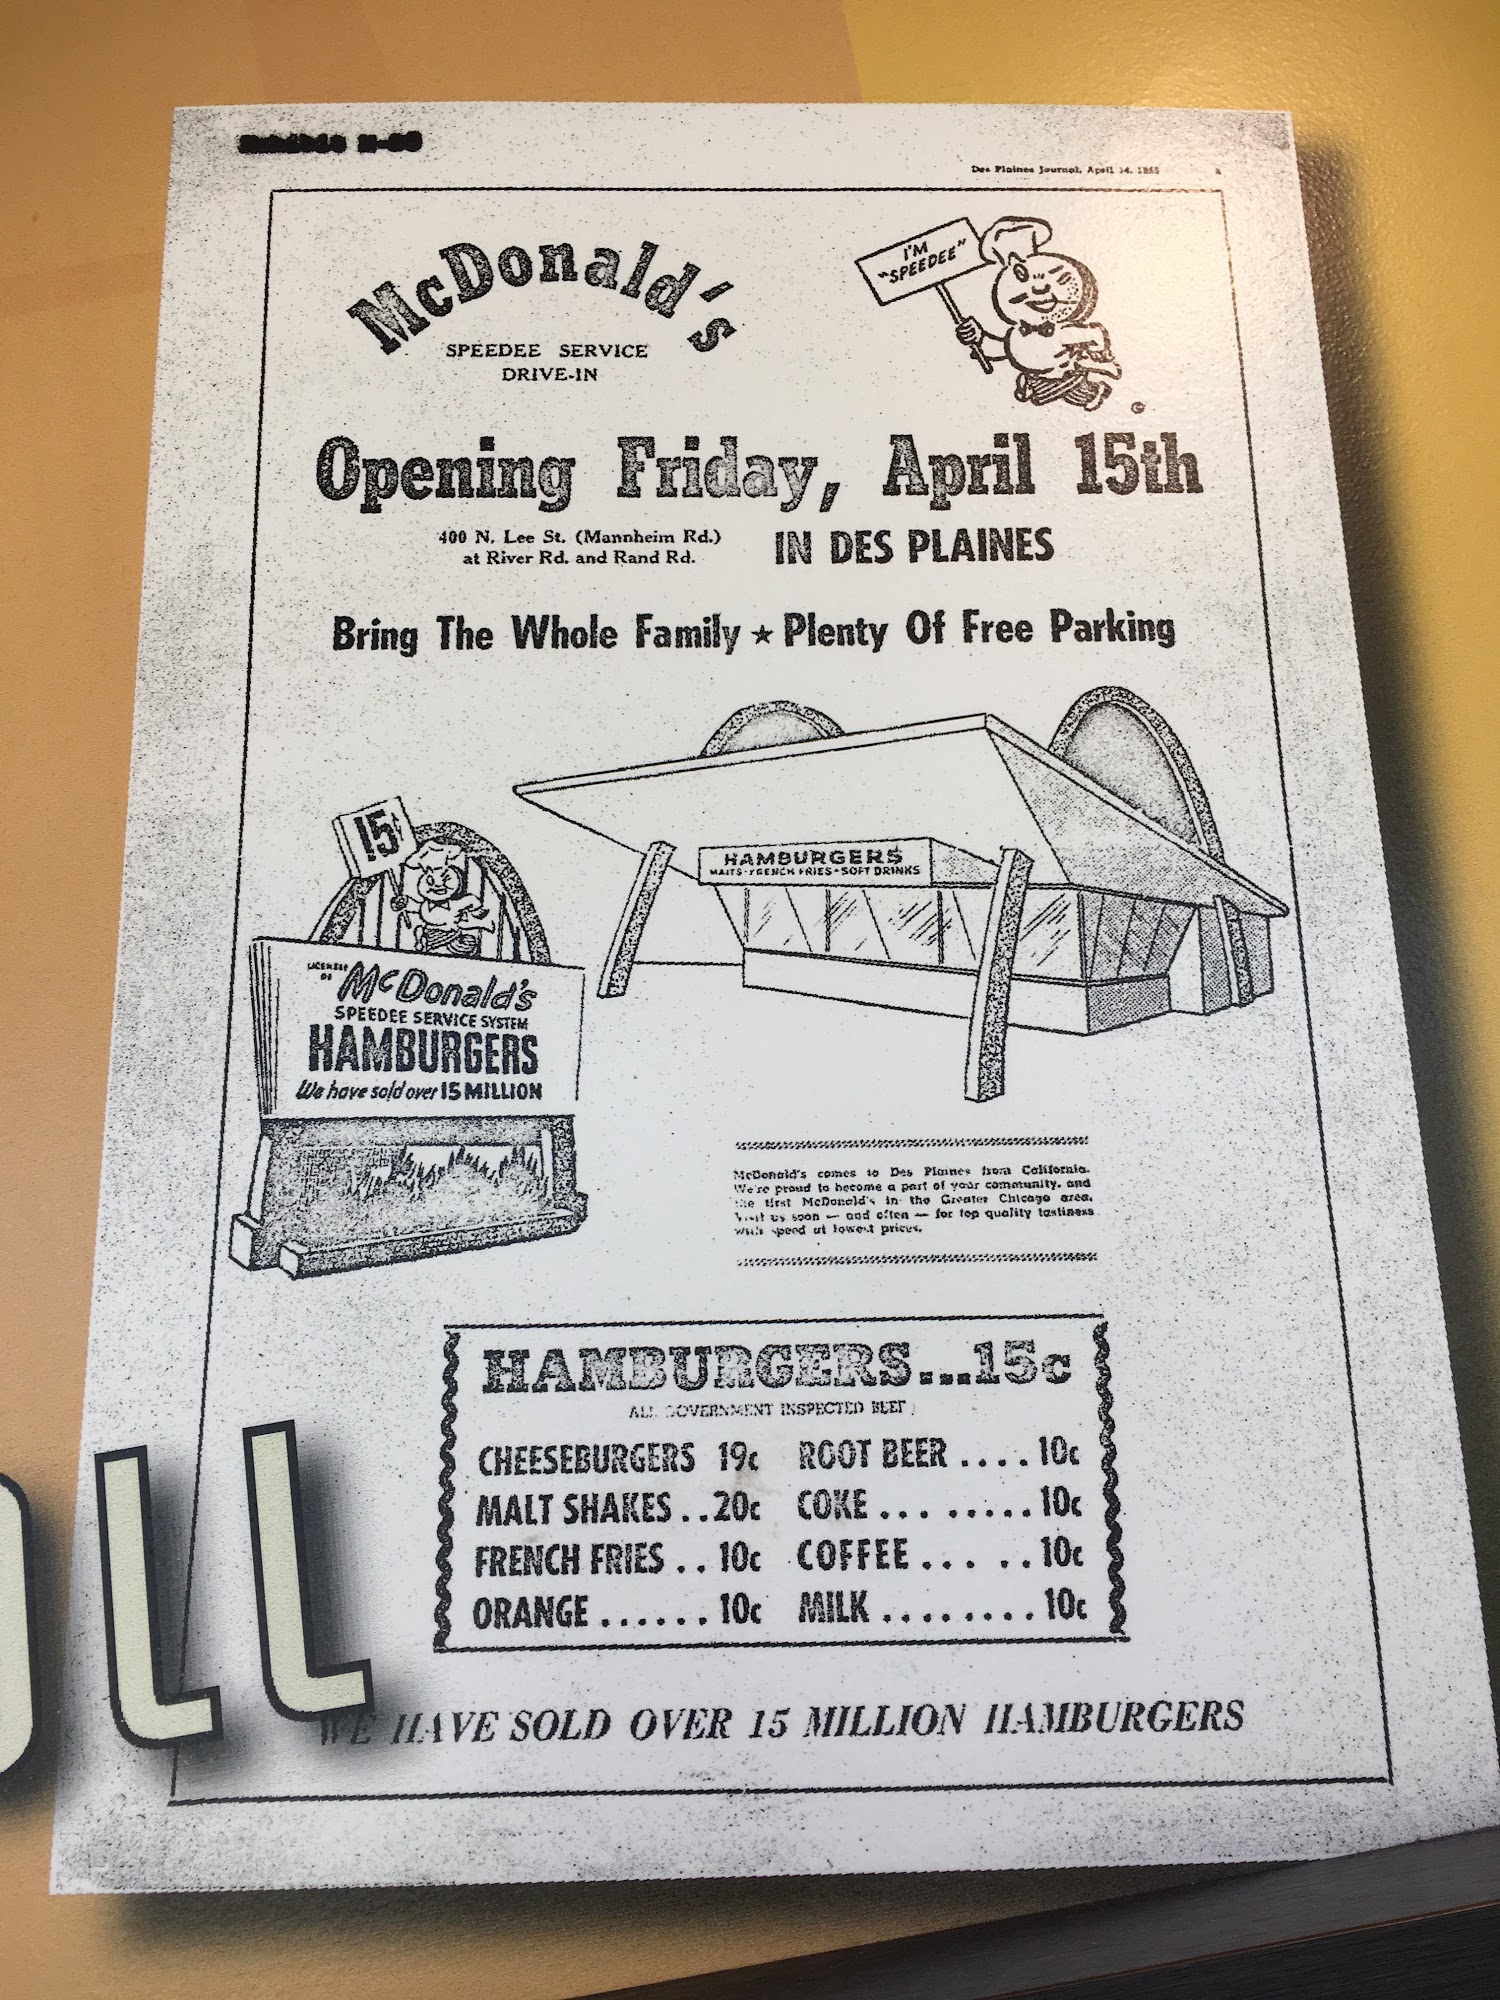 Des Plaines Journal, April 14, 1955
McDonald's
SPEEDEE SERVICE
DRIVE-IN
I'M
"SPEEDEE"
Opening Friday, April 15th
400 N. Lee St. (Mannheim Rd.)
at River Rd. and Rand Rd.
IN DES PLAINES
Bring The Whole Family ★ Plenty Of Free Parking
HAMBURGERS
MALTS · FRENCH FRIES · SOFT DRINKS
15¢
LICENSEE
OF
McDonald's
SPEEDEE SERVICE SYSTEM
HAMBURGERS
We have sold over 15 MILLION
McDonald's comes to Des Plaines from California.
We're proud to become a part of your community, and
the first McDonald's in the Greater Chicago area.
Visit us soon — and often — for top quality tastiness
with speed at lowest prices.
HAMBURGERS...15c
ALL GOVERNMENT INSPECTED BEEF
CHEESEBURGERS 19c ROOT BEER .... 10c
MALT SHAKES ..20c COKE ... ..... 10c
FRENCH FRIES .. 10c COFFEE ... .. 10c
ORANGE ...... 10c MILK ........ 10c
WE HAVE SOLD OVER 15 MILLION HAMBURGERS